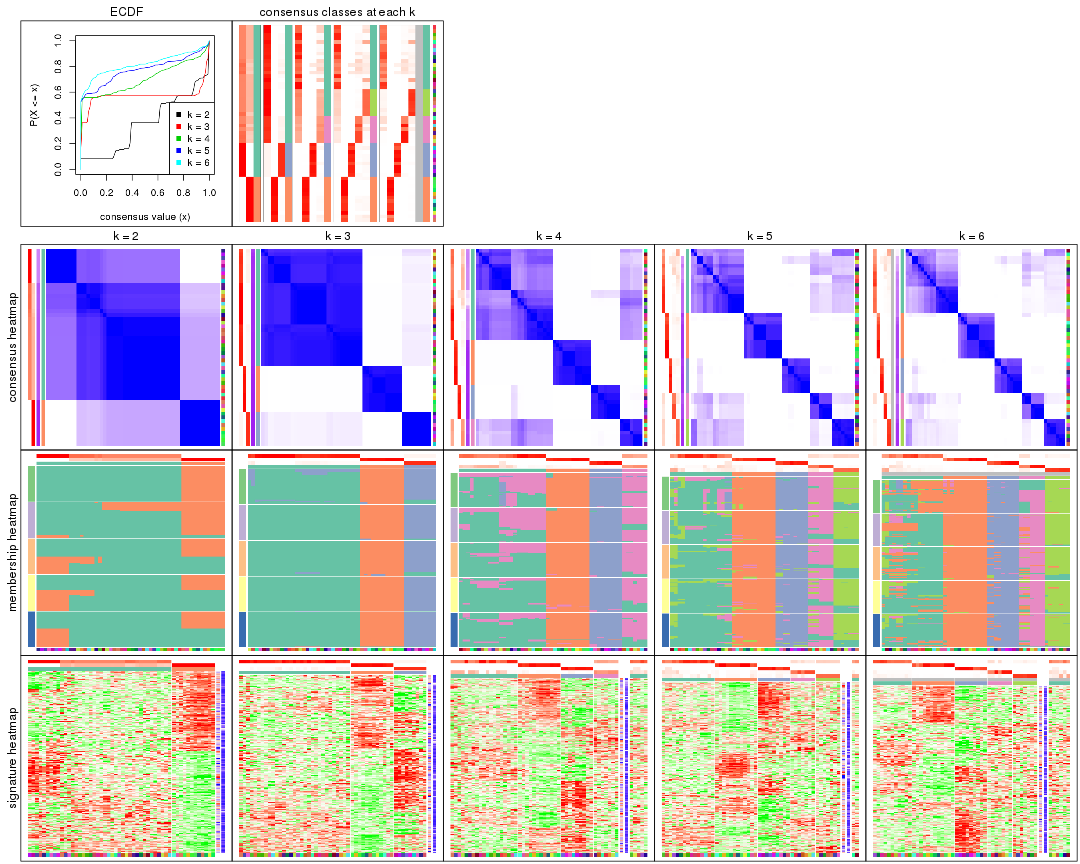 ECDF
consensus classes at each k
P(X <= x)
0.0
0.2
0.4
0.6
0.8
1.0
k = 2
k = 3
k = 4
k = 5
k = 6
0.0 0.2 0.4 0.6 0.8 1.0
consensus value (x)
k = 2
k = 3
k = 4
k = 5
k = 6
consensus heatmap
membership heatmap
signature heatmap